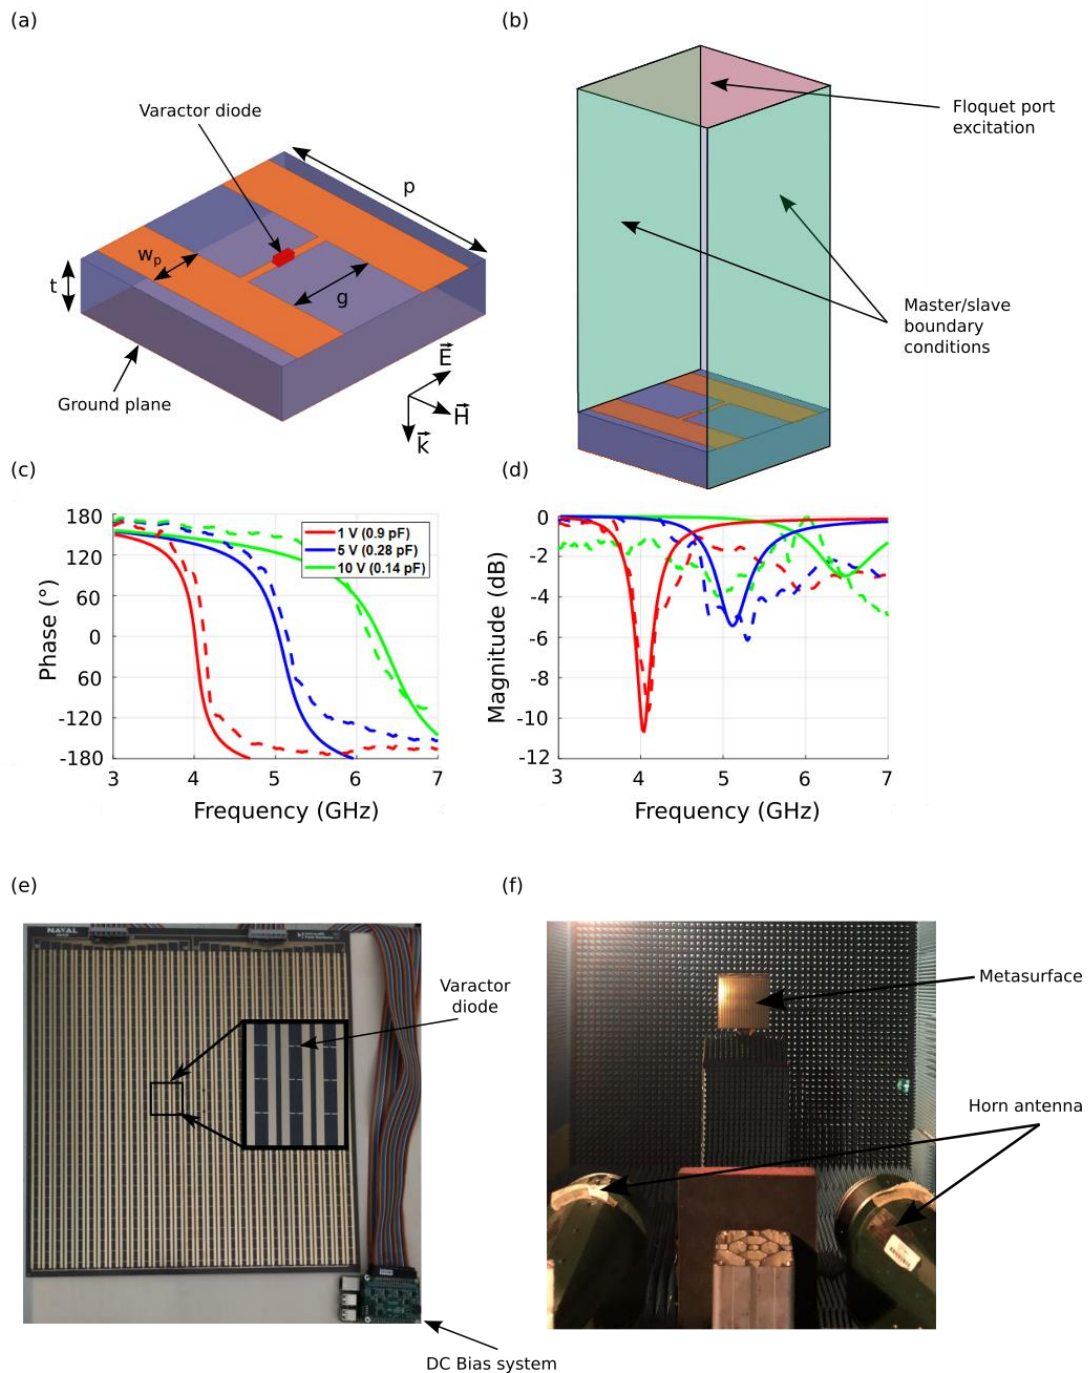 (a)
(b)
Varactor diode
p
w_p
t
g
Ground plane
E
H
k
Floquet port
excitation
Master/slave
boundary
conditions
(c)
(d)
180
120
60
0
60
-120
-180
3
4
5
6
7
Phase (°)
Frequency (GHz)
1 V (0.9 pF)
5 V (0.28 pF)
10 V (0.14 pF)
0
-2
-4
-6
-8
-10
-12
3
4
5
6
7
Magnitude (dB)
Frequency (GHz)
(e)
(f)
NAVAL
Varactor
diode
DC Bias system
Metasurface
Horn antenna